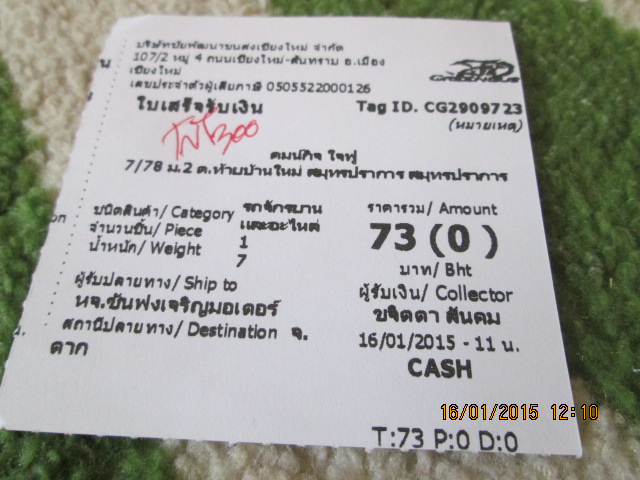 บริษัทชัยพัฒนาขนส่งเชียงใหม่ จำกัด
107/2 หมู่ 4 ถนนเชียงใหม่-สันทราย อ.เมือง
เชียงใหม่
เลขประจำตัวผู้เสียภาษี 0505522000126
GREENBUS
ใบเสร็จรับเงิน
Tag ID. CG2909723
(หมายเหตุ)
300
คมน์กิจ ใจฟู
7/78 ม.2 ต.ท้ายบ้านใหม่ สมุทรปราการ สมุทรปราการ
ชนิดสินค้า/ Category รถจักรยาน
และอะไหล่
จำนวนชิ้น/ Piece 1
น้ำหนัก/ Weight 7
ราคารวม/ Amount
73 (0 )
บาท/ Bht
ผู้รับปลายทาง/ Ship to
หจ.ชันฟงเจริญมอเตอร์
สถานีปลายทาง/ Destination จ.
ตาก
ผู้รับเงิน/ Collector
ขจิตตา สันคม
16/01/2015 - 11 น.
CASH
T:73 P:0 D:0
16/01/2015 12:10